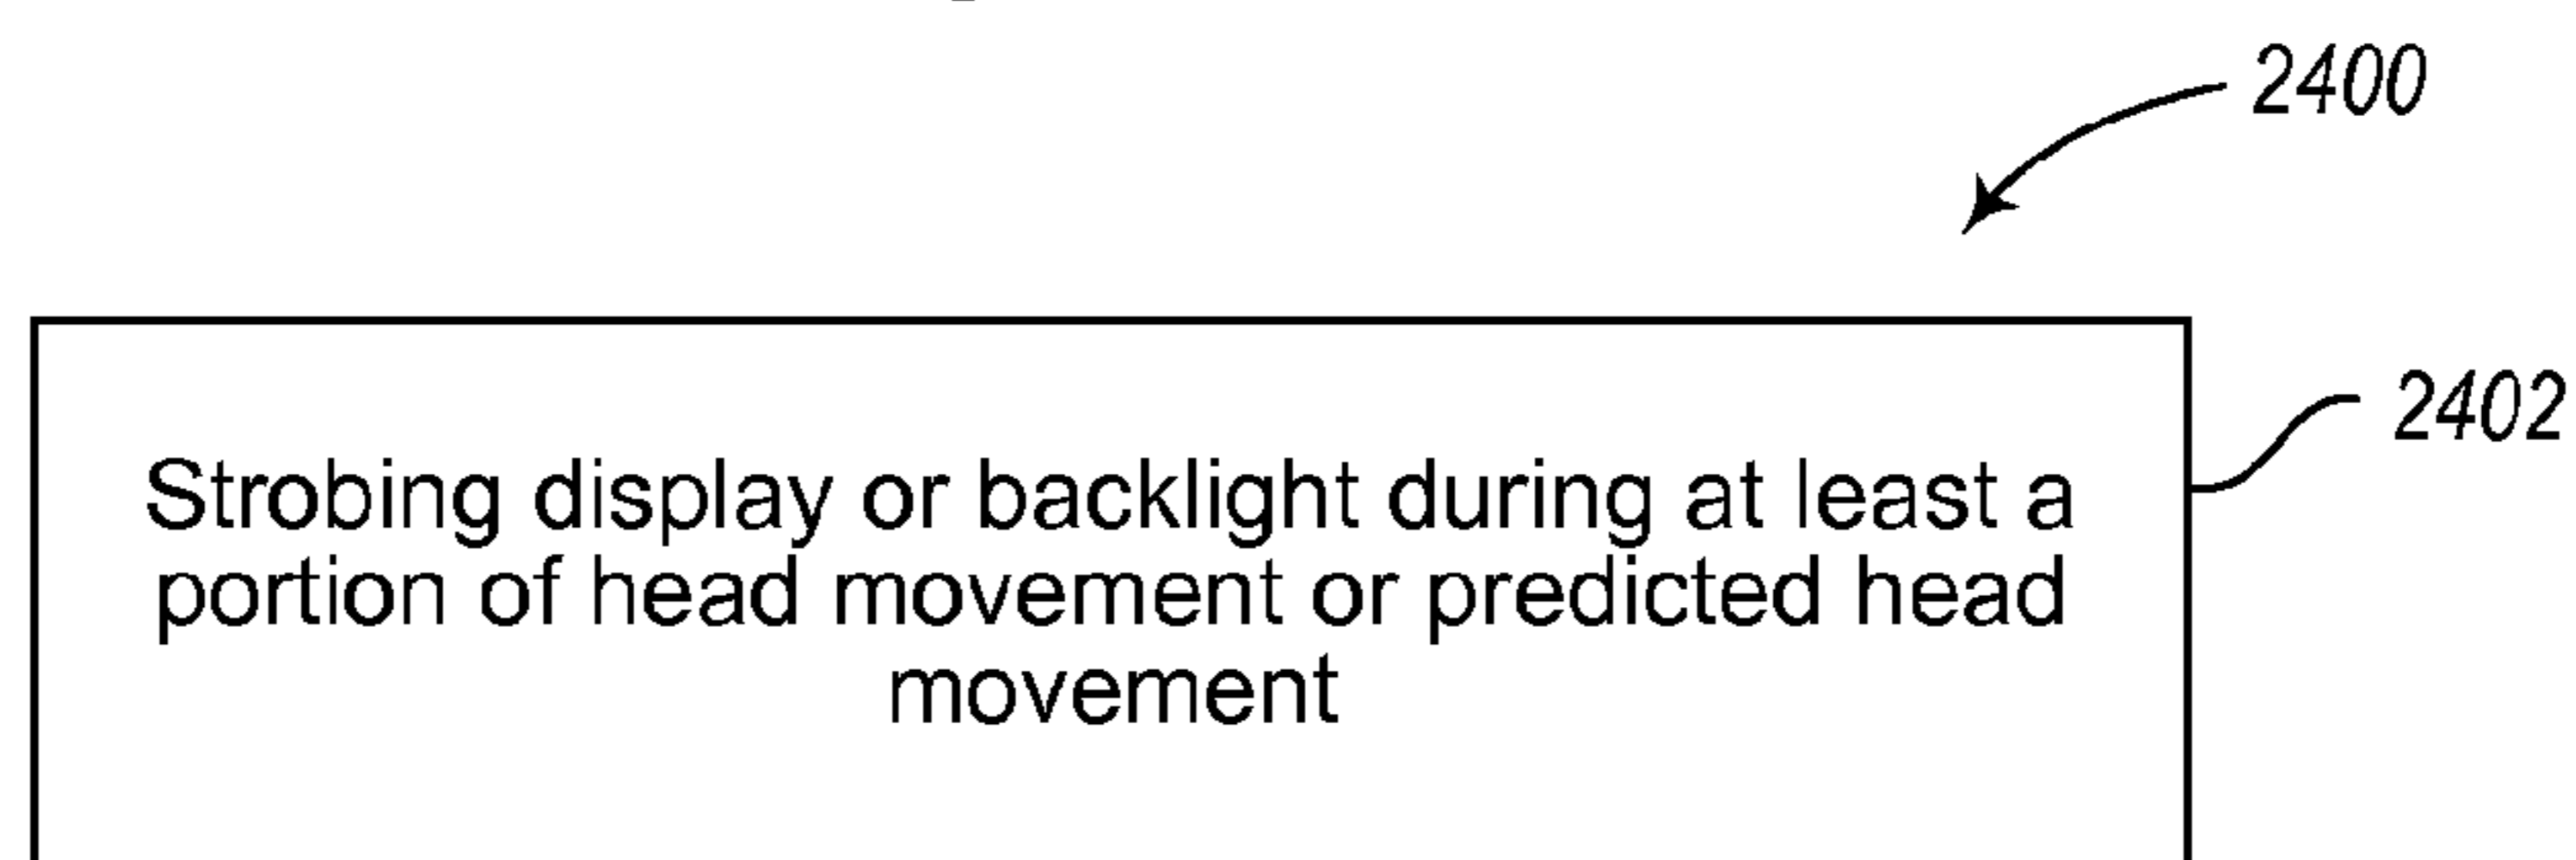 2400
2402
Strobing display or backlight during at least a
portion of head movement or predicted head
movement